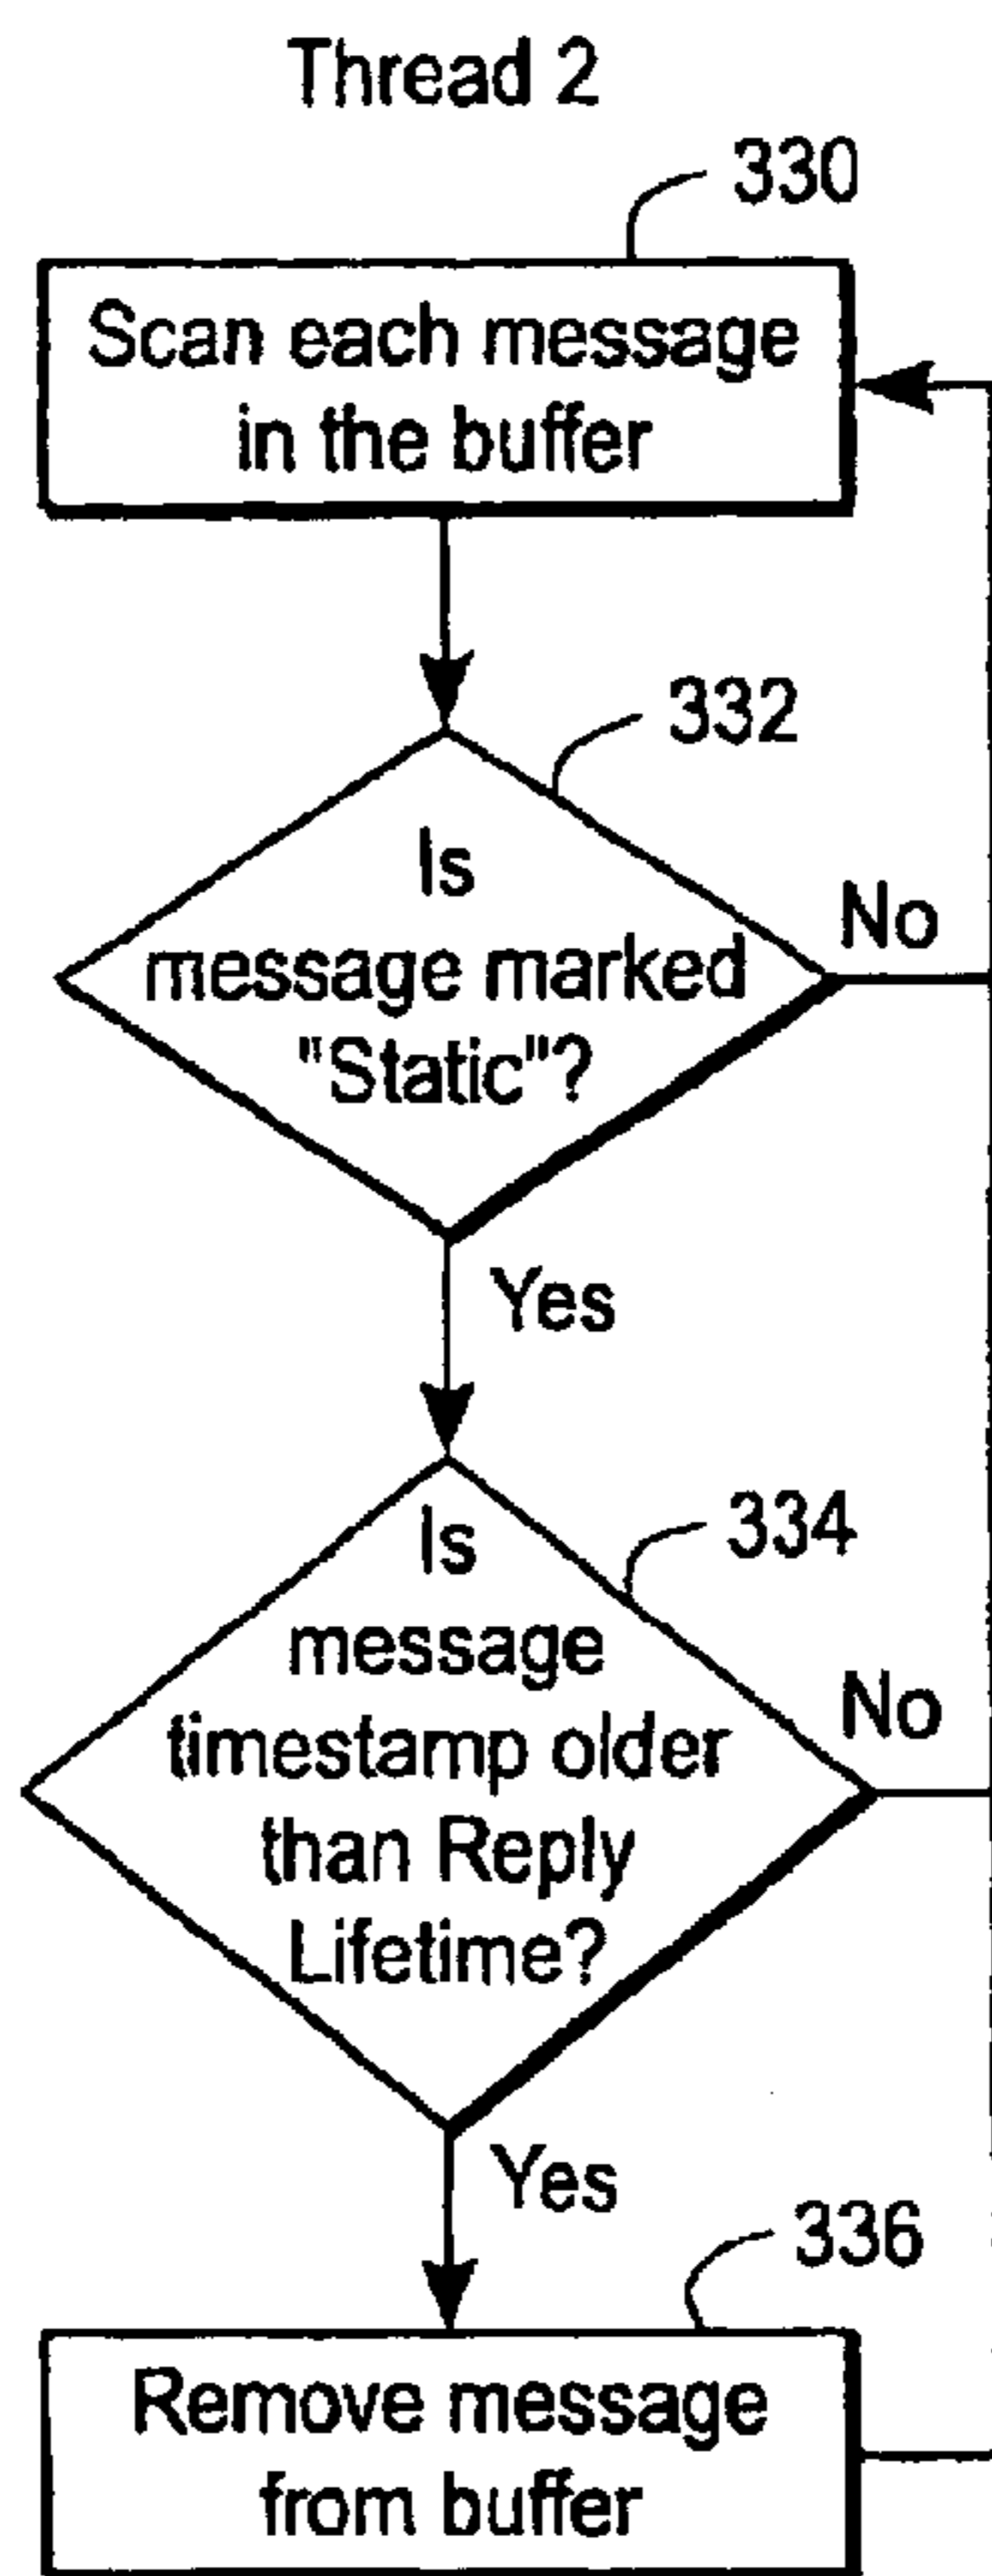 Thread 2
330
Scan each message
in the buffer
332
Is
message marked
"Static"?
No
Yes
334
Is
message
timestamp older
than Reply
Lifetime?
No
Yes
336
Remove message
from buffer